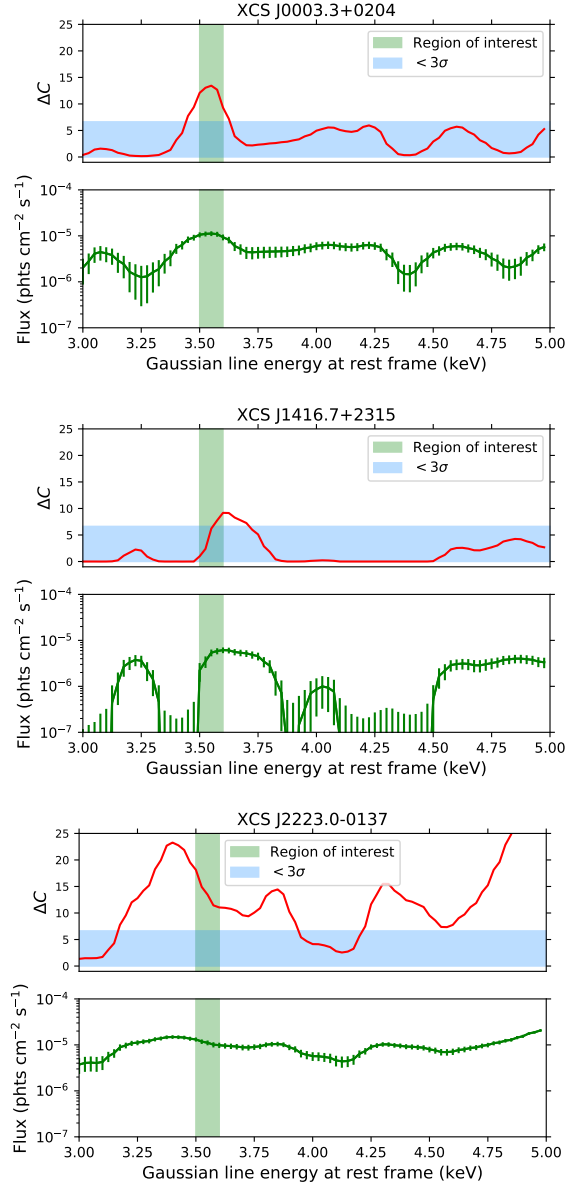 XCS J0003.3+0204
25
20
15
10
5
0
ΔC
Region of interest
< 3σ
10⁻⁴
10⁻⁵
10⁻⁶
10⁻⁷
Flux (phts cm⁻² s⁻¹)
3.00 3.25 3.50 3.75 4.00 4.25 4.50 4.75 5.00
Gaussian line energy at rest frame (keV)
XCS J1416.7+2315
25
20
15
10
5
0
ΔC
Region of interest
< 3σ
10⁻⁴
10⁻⁵
10⁻⁶
10⁻⁷
Flux (phts cm⁻² s⁻¹)
3.00 3.25 3.50 3.75 4.00 4.25 4.50 4.75 5.00
Gaussian line energy at rest frame (keV)
XCS J2223.0-0137
25
20
15
10
5
0
ΔC
Region of interest
< 3σ
10⁻⁴
10⁻⁵
10⁻⁶
10⁻⁷
Flux (phts cm⁻² s⁻¹)
3.00 3.25 3.50 3.75 4.00 4.25 4.50 4.75 5.00
Gaussian line energy at rest frame (keV)